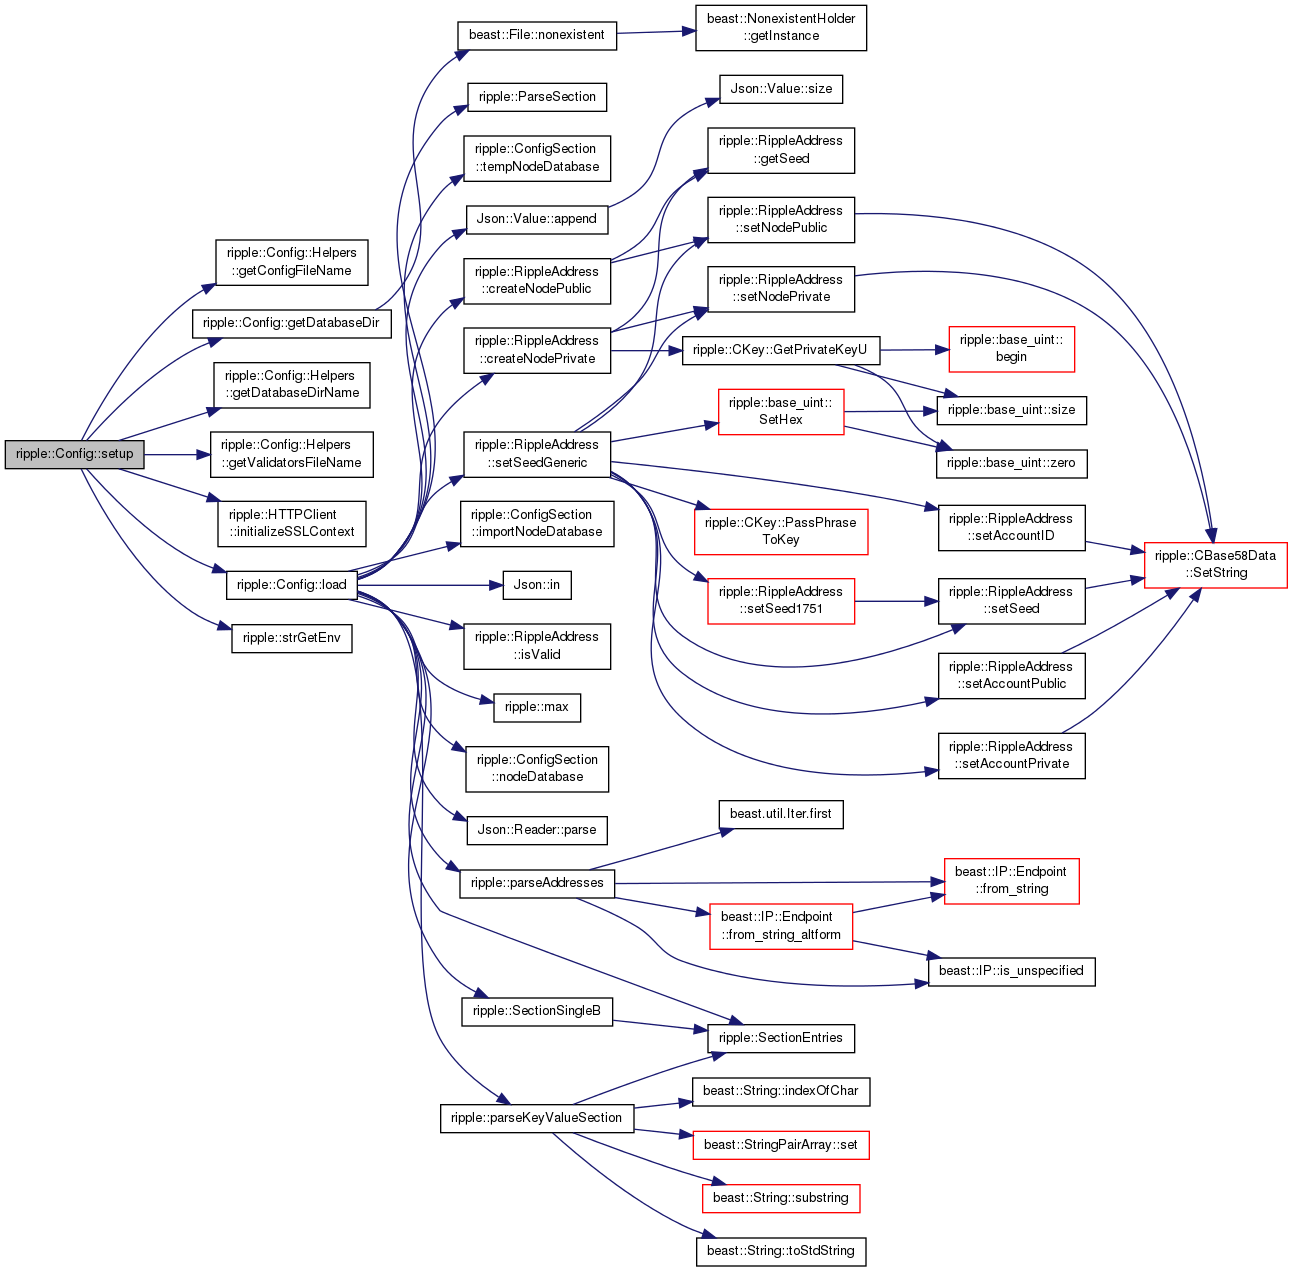 ripple::Config::setup
ripple::Config::Helpers
::getConfigFileName
ripple::Config::getDatabaseDir
ripple::Config::Helpers
::getDatabaseDirName
ripple::Config::Helpers
::getValidatorsFileName
ripple::HTTPClient
::initializeSSLContext
ripple::Config::load
ripple::strGetEnv
beast::File::nonexistent
ripple::ParseSection
ripple::ConfigSection
::tempNodeDatabase
Json::Value::append
ripple::RippleAddress
::createNodePublic
ripple::RippleAddress
::createNodePrivate
ripple::RippleAddress
::setSeedGeneric
ripple::ConfigSection
::importNodeDatabase
Json::in
ripple::RippleAddress
::isValid
ripple::max
ripple::ConfigSection
::nodeDatabase
Json::Reader::parse
ripple::parseAddresses
ripple::SectionSingleB
ripple::parseKeyValueSection
beast::NonexistentHolder
::getInstance
Json::Value::size
ripple::RippleAddress
::getSeed
ripple::RippleAddress
::setNodePublic
ripple::RippleAddress
::setNodePrivate
ripple::CKey::GetPrivateKeyU
ripple::base_uint::
SetHex
ripple::CKey::PassPhrase
ToKey
ripple::RippleAddress
::setSeed1751
beast.util.Iter.first
beast::IP::Endpoint
::from_string_altform
ripple::SectionEntries
beast::String::indexOfChar
beast::StringPairArray::set
beast::String::substring
beast::String::toStdString
ripple::base_uint::
begin
ripple::base_uint::size
ripple::base_uint::zero
ripple::RippleAddress
::setAccountID
ripple::RippleAddress
::setSeed
ripple::RippleAddress
::setAccountPublic
ripple::RippleAddress
::setAccountPrivate
beast::IP::Endpoint
::from_string
beast::IP::is_unspecified
ripple::CBase58Data
::SetString